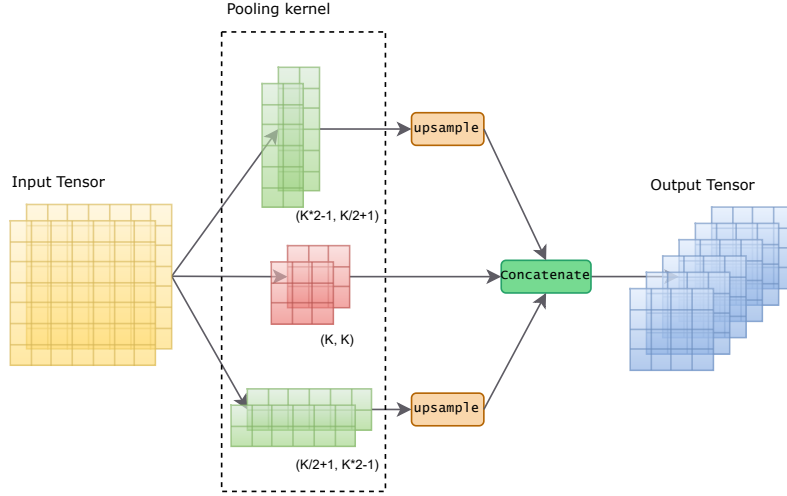 Pooling kernel
upsample
Input Tensor
Output Tensor
(K*2-1, K/2+1)
Concatenate
(K, K)
upsample
(K/2+1, K*2-1)